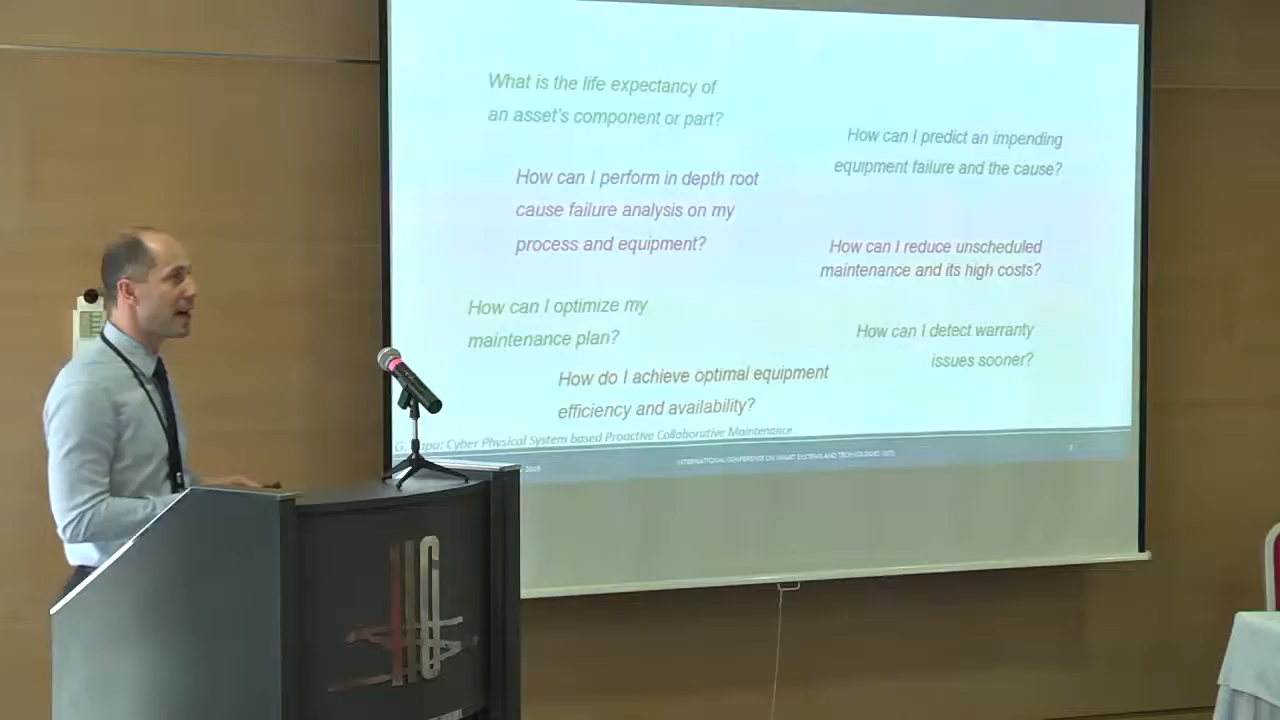 What is the life expectancy of
an asset's component or part?
How can I predict an impending
equipment failure and the cause?
How can I perform in depth root
cause failure analysis on my
process and equipment?
How can I reduce unscheduled
maintenance and its high costs?
How can I optimize my
maintenance plan?
How can I detect warranty
issues sooner?
How do I achieve optimal equipment
efficiency and availability?
Cyber Physical System based Proactive Collaborative Maintenance
INTERNATIONAL CONFERENCE ON SMART SYSTEMS AND TECHNOLOGIES